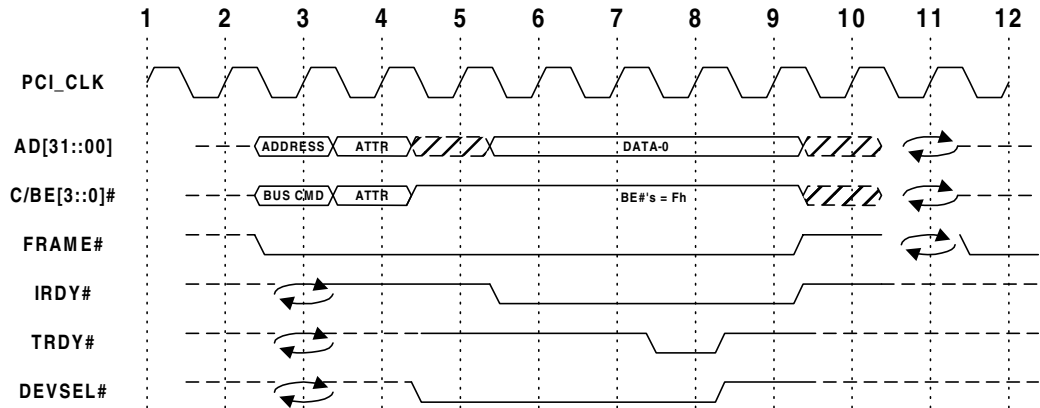 1 2 3 4 5 6 7 8 9 10 11 12
PCI_CLK
AD[31::00] ADDRESS ATTR DATA-0
C/BE[3::0]# BUS CMD ATTR BE#'s = Fh
FRAME#
IRDY#
TRDY#
DEVSEL#